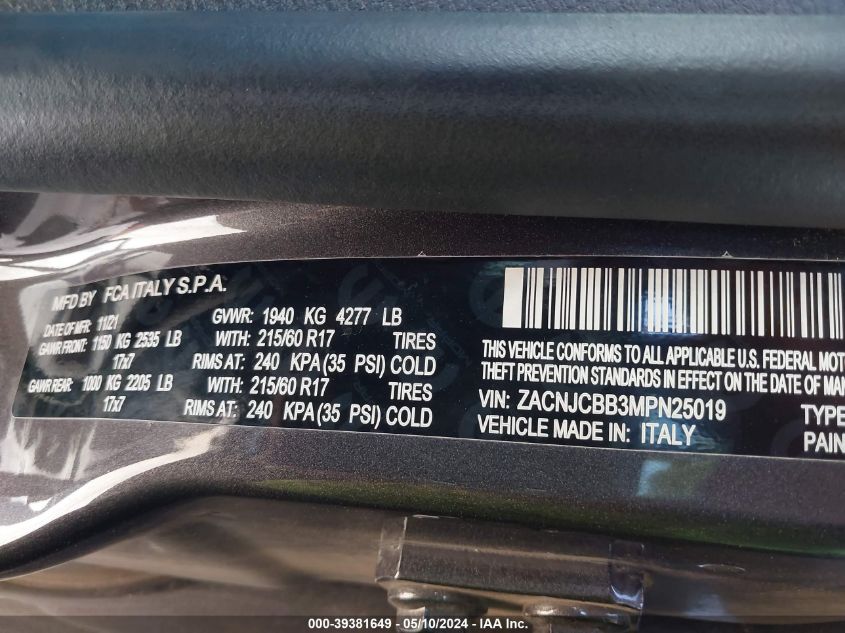 MFD BY FCA ITALY S.P.A.
DATE OF MFR: 11/21 GVWR: 1940 KG 4277 LB
GAWR FRONT: 1150 KG 2535 LB WITH: 215/60 R17 TIRES
17x7 RIMS AT: 240 KPA (35 PSI) COLD
GAWR REAR: 1000 KG 2205 LB WITH: 215/60 R17 TIRES
17x7 RIMS AT: 240 KPA (35 PSI) COLD
THIS VEHICLE CONFORMS TO ALL APPLICABLE U.S. FEDERAL MOT
THEFT PREVENTION STANDARDS IN EFFECT ON THE DATE OF MAN
VIN: ZACNJCBB3MPN25019 TYPE
VEHICLE MADE IN: ITALY PAIN
000-39381649 — 05/10/2024 — IAA Inc.